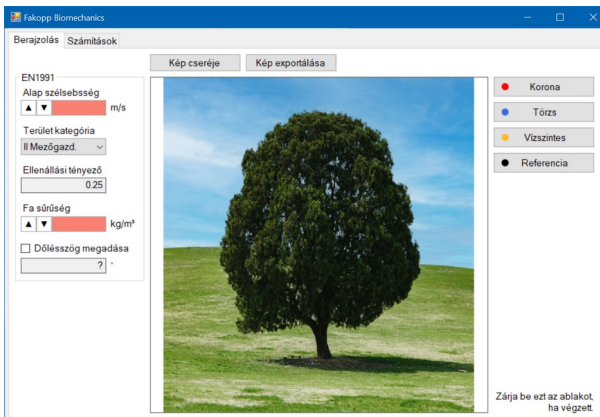 Fakopp Biomechanics
Berajzolás Számítások
Kép cseréje Kép exportálása
EN1991
Alap szélsebsség
▲ ▼ m/s
Terület kategória
II Mezőgazd.
Ellenállási tényező
0.25
Fa sűrűség
▲ ▼ kg/m³
Dőlésszög megadása
? °
Korona
Törzs
Vízszintes
Referencia
Zárja be ezt az ablakot,
ha végzett.